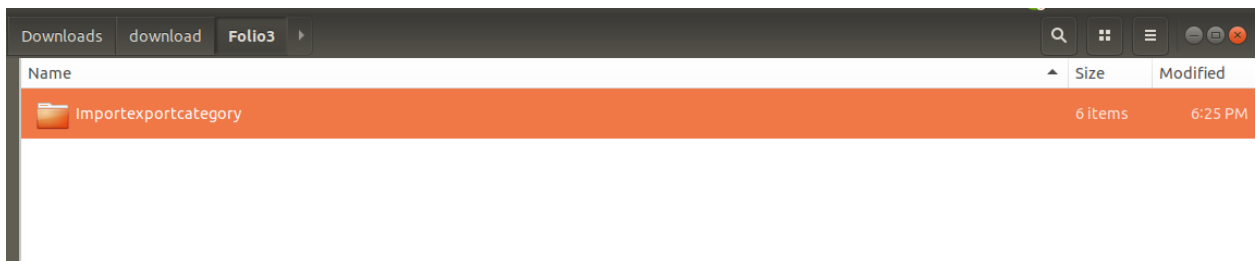 Downloads download Folio3
Name Size Modified
Importexportcategory 6 items 6:25 PM